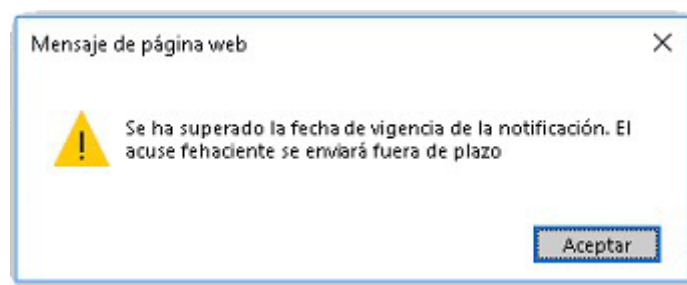 Mensaje de página web
Se ha superado la fecha de vigencia de la notificación. El
acuse fehaciente se enviará fuera de plazo
Aceptar